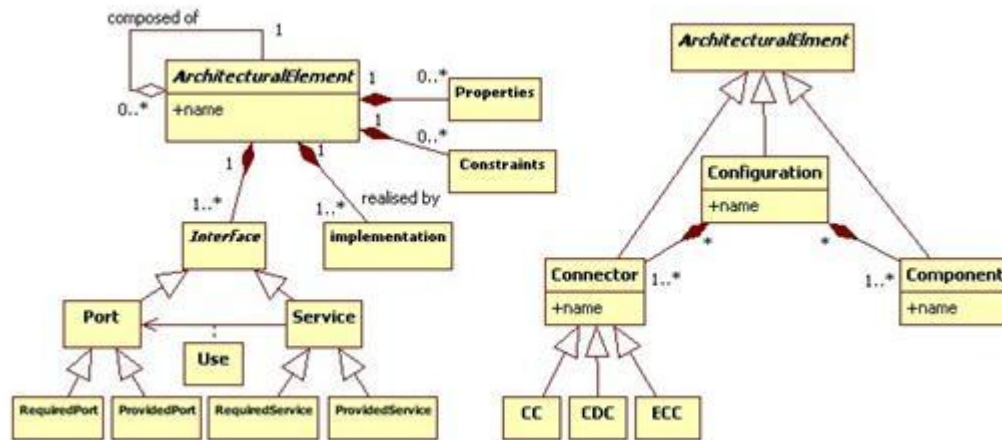 composed of
1
ArchitecturalElement
+name
0..*
1
0..*
Properties
1
0..*
Constraints
1
1
1..*
1..*
realised by
Interface
implementation
Port
Service
:
Use
RequiredPort
ProvidedPort
RequiredService
ProvidedService
ArchitecturalElment
Configuration
+name
*
*
1..*
1..*
Connector
+name
Component
+name
CC
CDC
ECC